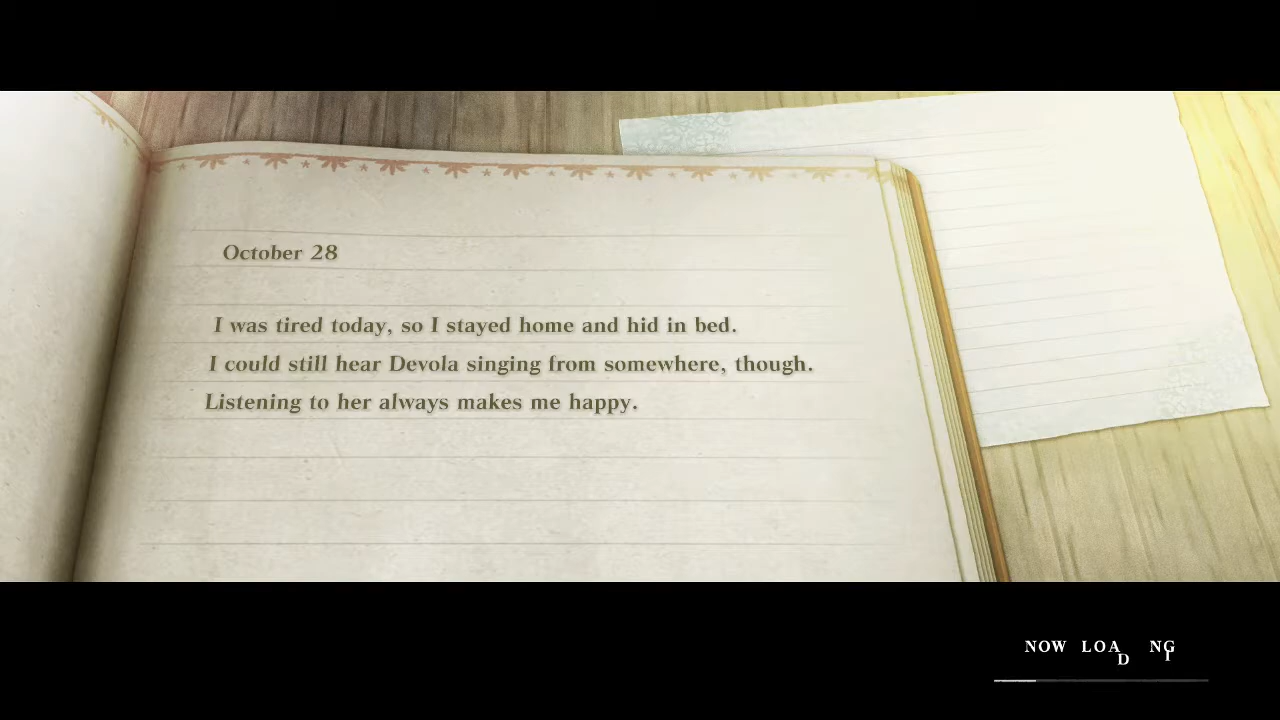 October 28
I was tired today, so I stayed home and hid in bed.
I could still hear Devola singing from somewhere, though.
Listening to her always makes me happy.
NOW LOADING